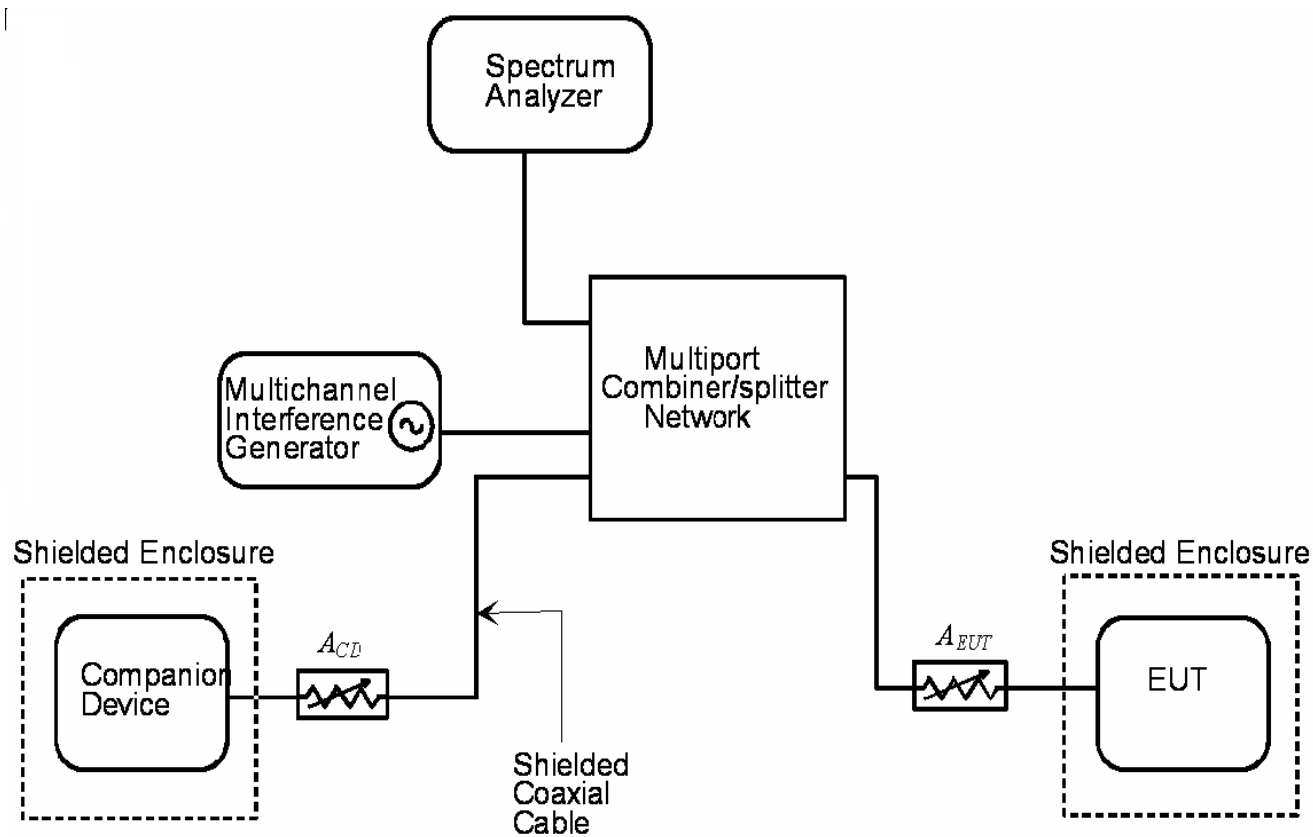 Spectrum
Analyzer
Multiport
Combiner/splitter
Network
Multichannel
Interference
Generator
Shielded Enclosure
Shielded Enclosure
A_CD
A_EUT
Companion
Device
EUT
Shielded
Coaxial
Cable